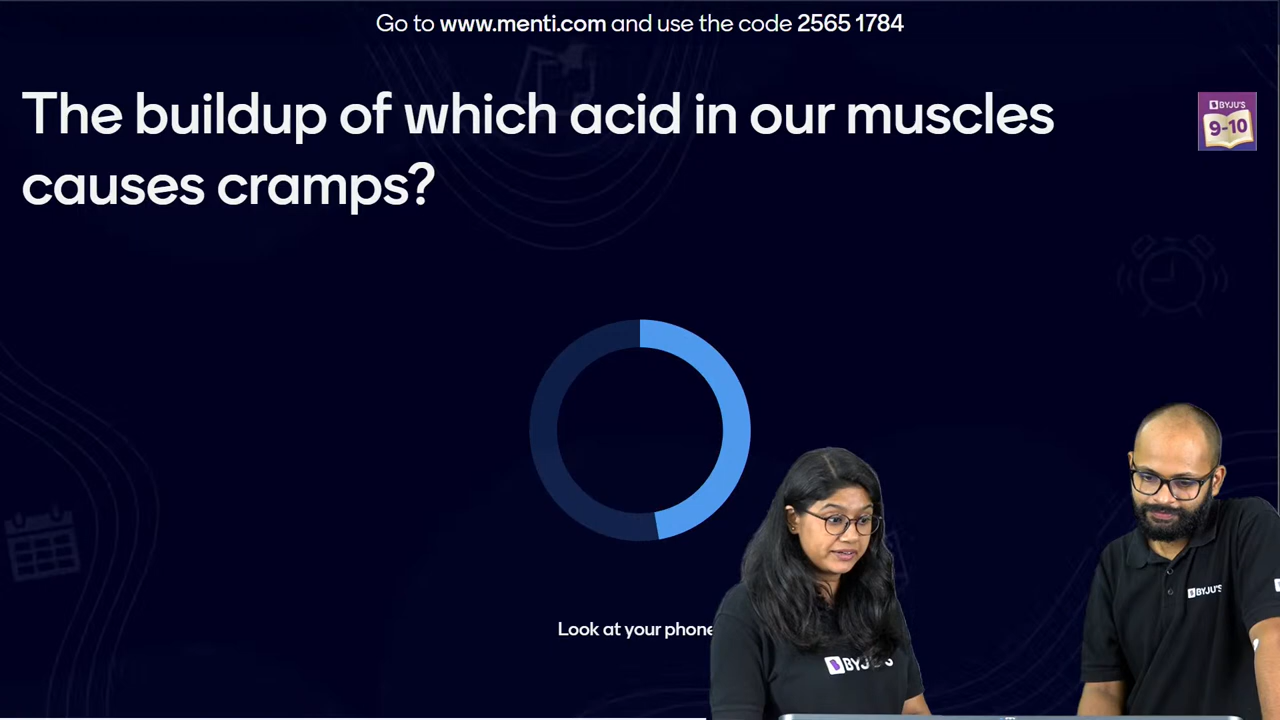 Go to www.menti.com and use the code 2565 1784
The buildup of which acid in our muscles
causes cramps?
BYJU'S
9-10
Look at your phone
BYJU'S
BYJU'S